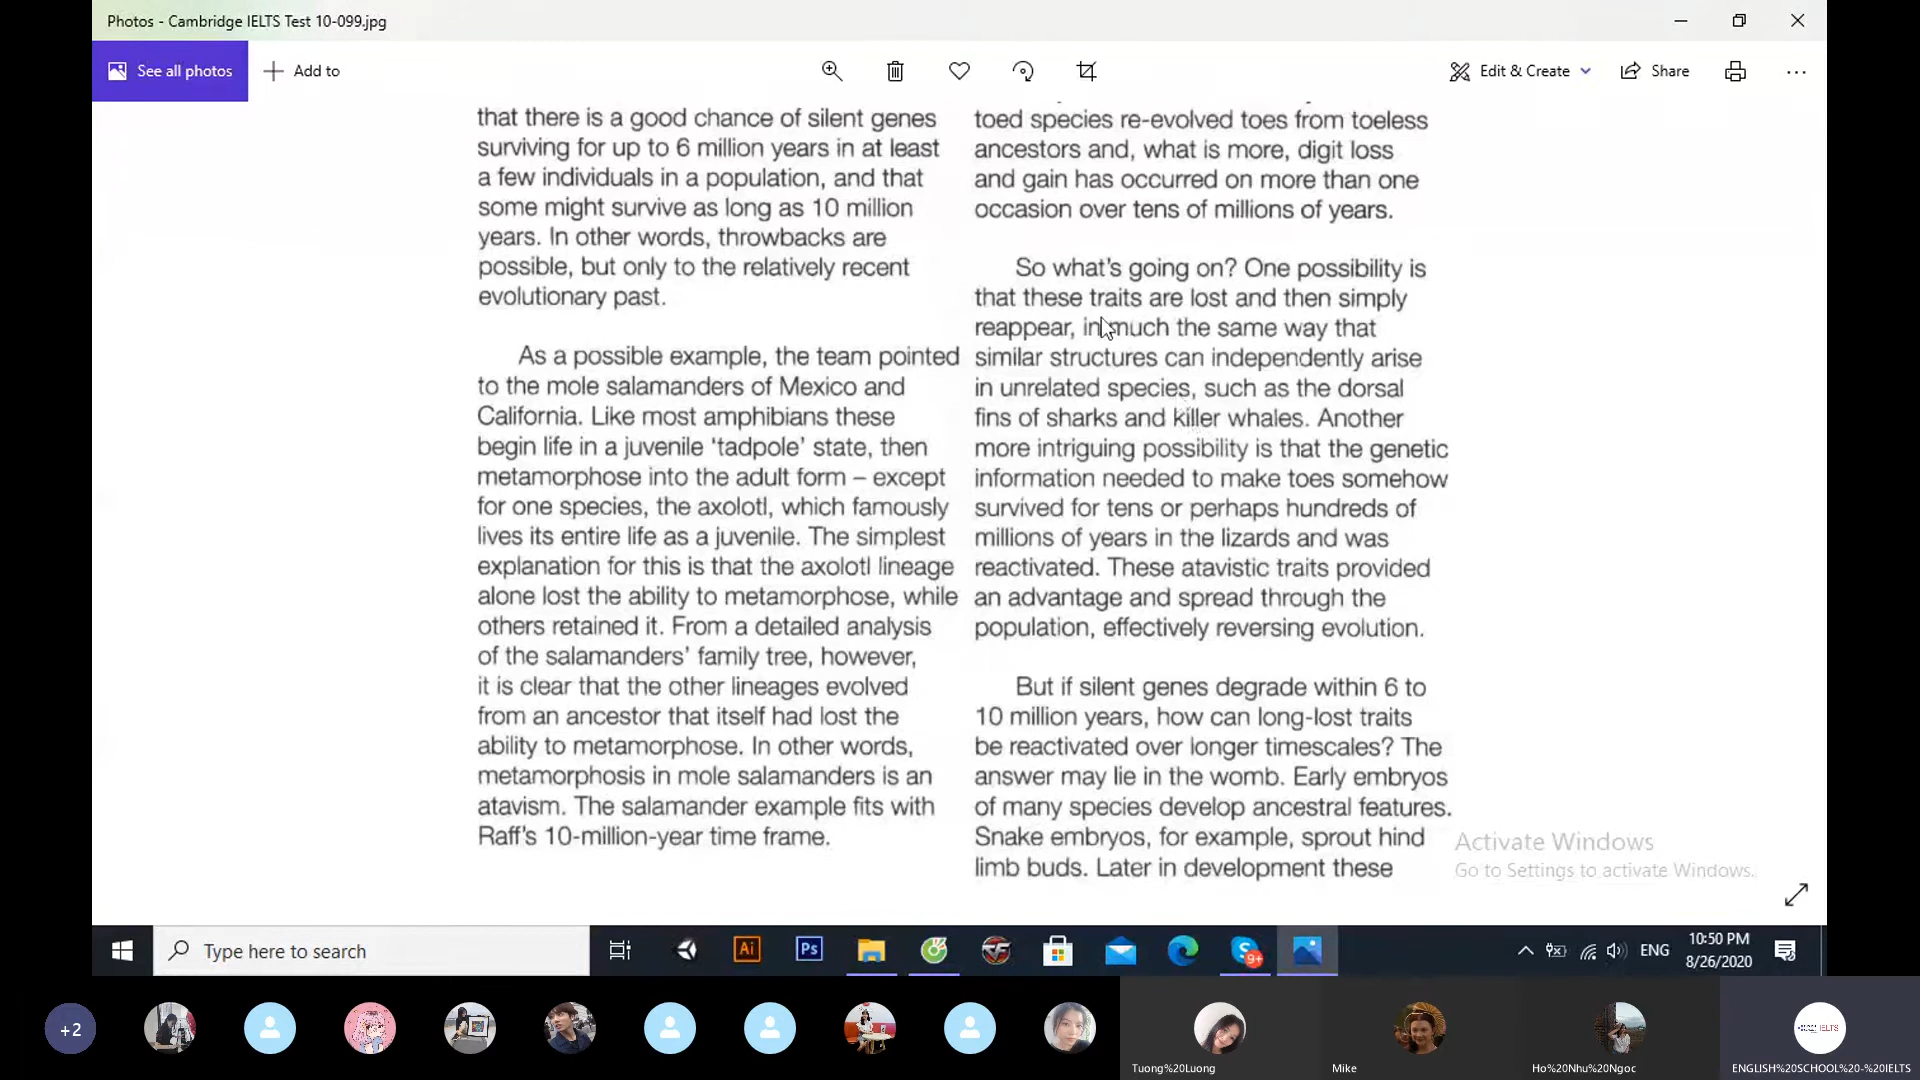 Photos - Cambridge IELTS Test 10-099.jpg
See all photos
Add to
Edit & Create
Share
that there is a good chance of silent genes
surviving for up to 6 million years in at least
a few individuals in a population, and that
some might survive as long as 10 million
years. In other words, throwbacks are
possible, but only to the relatively recent
evolutionary past.
As a possible example, the team pointed
to the mole salamanders of Mexico and
California. Like most amphibians these
begin life in a juvenile ‘tadpole’ state, then
metamorphose into the adult form – except
for one species, the axolotl, which famously
lives its entire life as a juvenile. The simplest
explanation for this is that the axolotl lineage
alone lost the ability to metamorphose, while
others retained it. From a detailed analysis
of the salamanders’ family tree, however,
it is clear that the other lineages evolved
from an ancestor that itself had lost the
ability to metamorphose. In other words,
metamorphosis in mole salamanders is an
atavism. The salamander example fits with
Raff’s 10-million-year time frame.
toed species re-evolved toes from toeless
ancestors and, what is more, digit loss
and gain has occurred on more than one
occasion over tens of millions of years.
So what’s going on? One possibility is
that these traits are lost and then simply
reappear, in much the same way that
similar structures can independently arise
in unrelated species, such as the dorsal
fins of sharks and killer whales. Another
more intriguing possibility is that the genetic
information needed to make toes somehow
survived for tens or perhaps hundreds of
millions of years in the lizards and was
reactivated. These atavistic traits provided
an advantage and spread through the
population, effectively reversing evolution.
But if silent genes degrade within 6 to
10 million years, how can long-lost traits
be reactivated over longer timescales? The
answer may lie in the womb. Early embryos
of many species develop ancestral features.
Snake embryos, for example, sprout hind
limb buds. Later in development these
Activate Windows
Go to Settings to activate Windows.
Type here to search
Ai
Ps
9+
ENG
10:50 PM
8/26/2020
+2
Tuong%20Luong
Mike
Ho%20Nhu%20Ngoc
IELTS
ENGLISH%20SCHOOL%20-%20IELTS